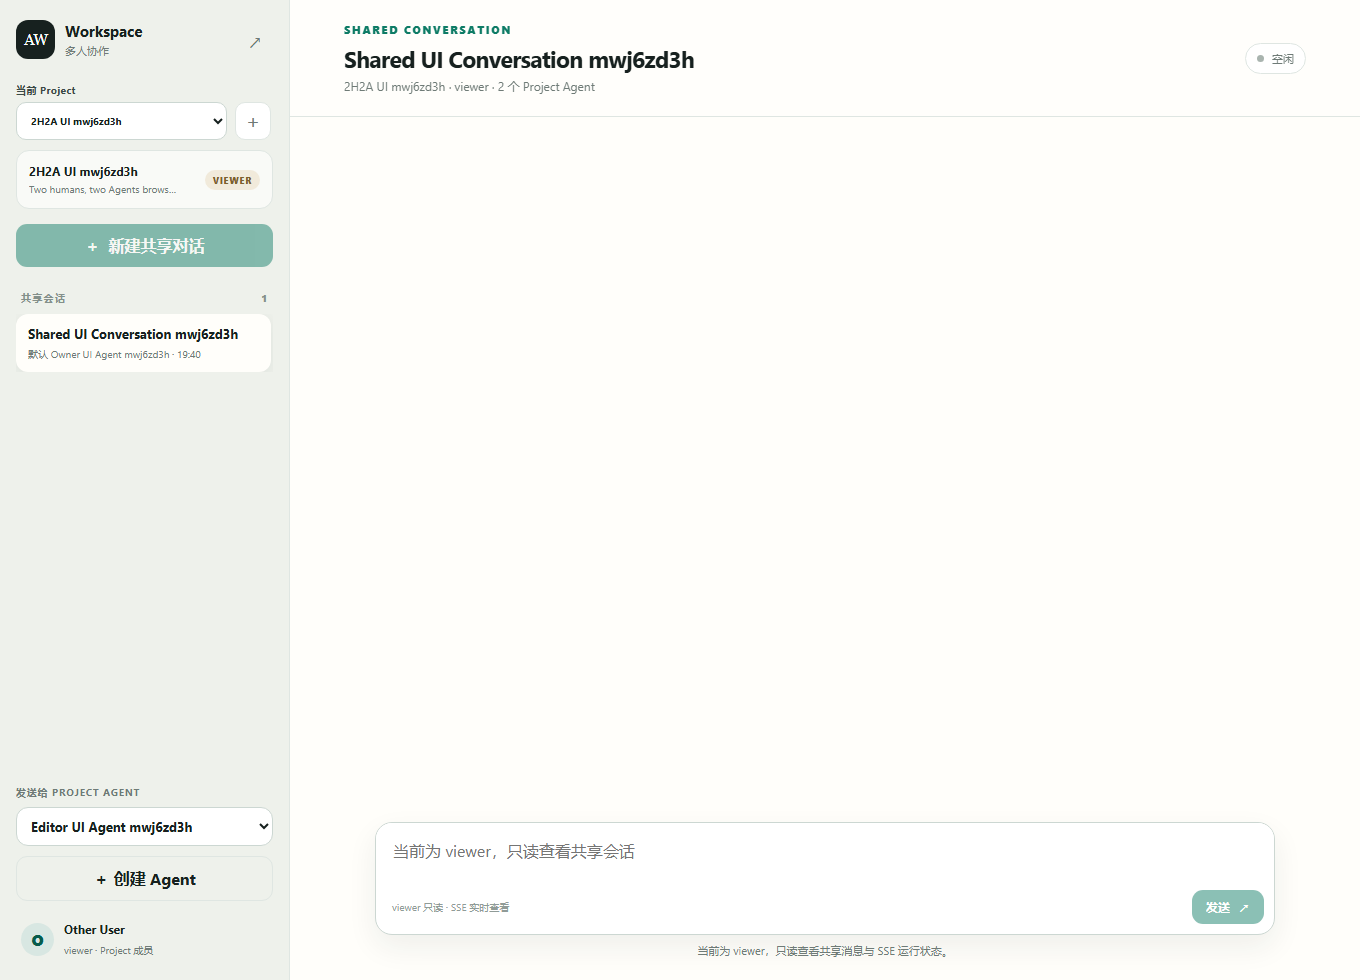 AW
Workspace
多人协作
↗
当前 Project
2H2A UI mwj6zd3h
+
2H2A UI mwj6zd3h
Two humans, two Agents brows...
VIEWER
+ 新建共享对话
共享会话
1
Shared UI Conversation mwj6zd3h
默认 Owner UI Agent mwj6zd3h · 19:40
发送给 PROJECT AGENT
Editor UI Agent mwj6zd3h
+ 创建 Agent
O
Other User
viewer · Project 成员
SHARED CONVERSATION
Shared UI Conversation mwj6zd3h
2H2A UI mwj6zd3h · viewer · 2 个 Project Agent
空闲
当前为 viewer，只读查看共享会话
viewer 只读 · SSE 实时查看
发送 ↗
当前为 viewer，只读查看共享消息与 SSE 运行状态。